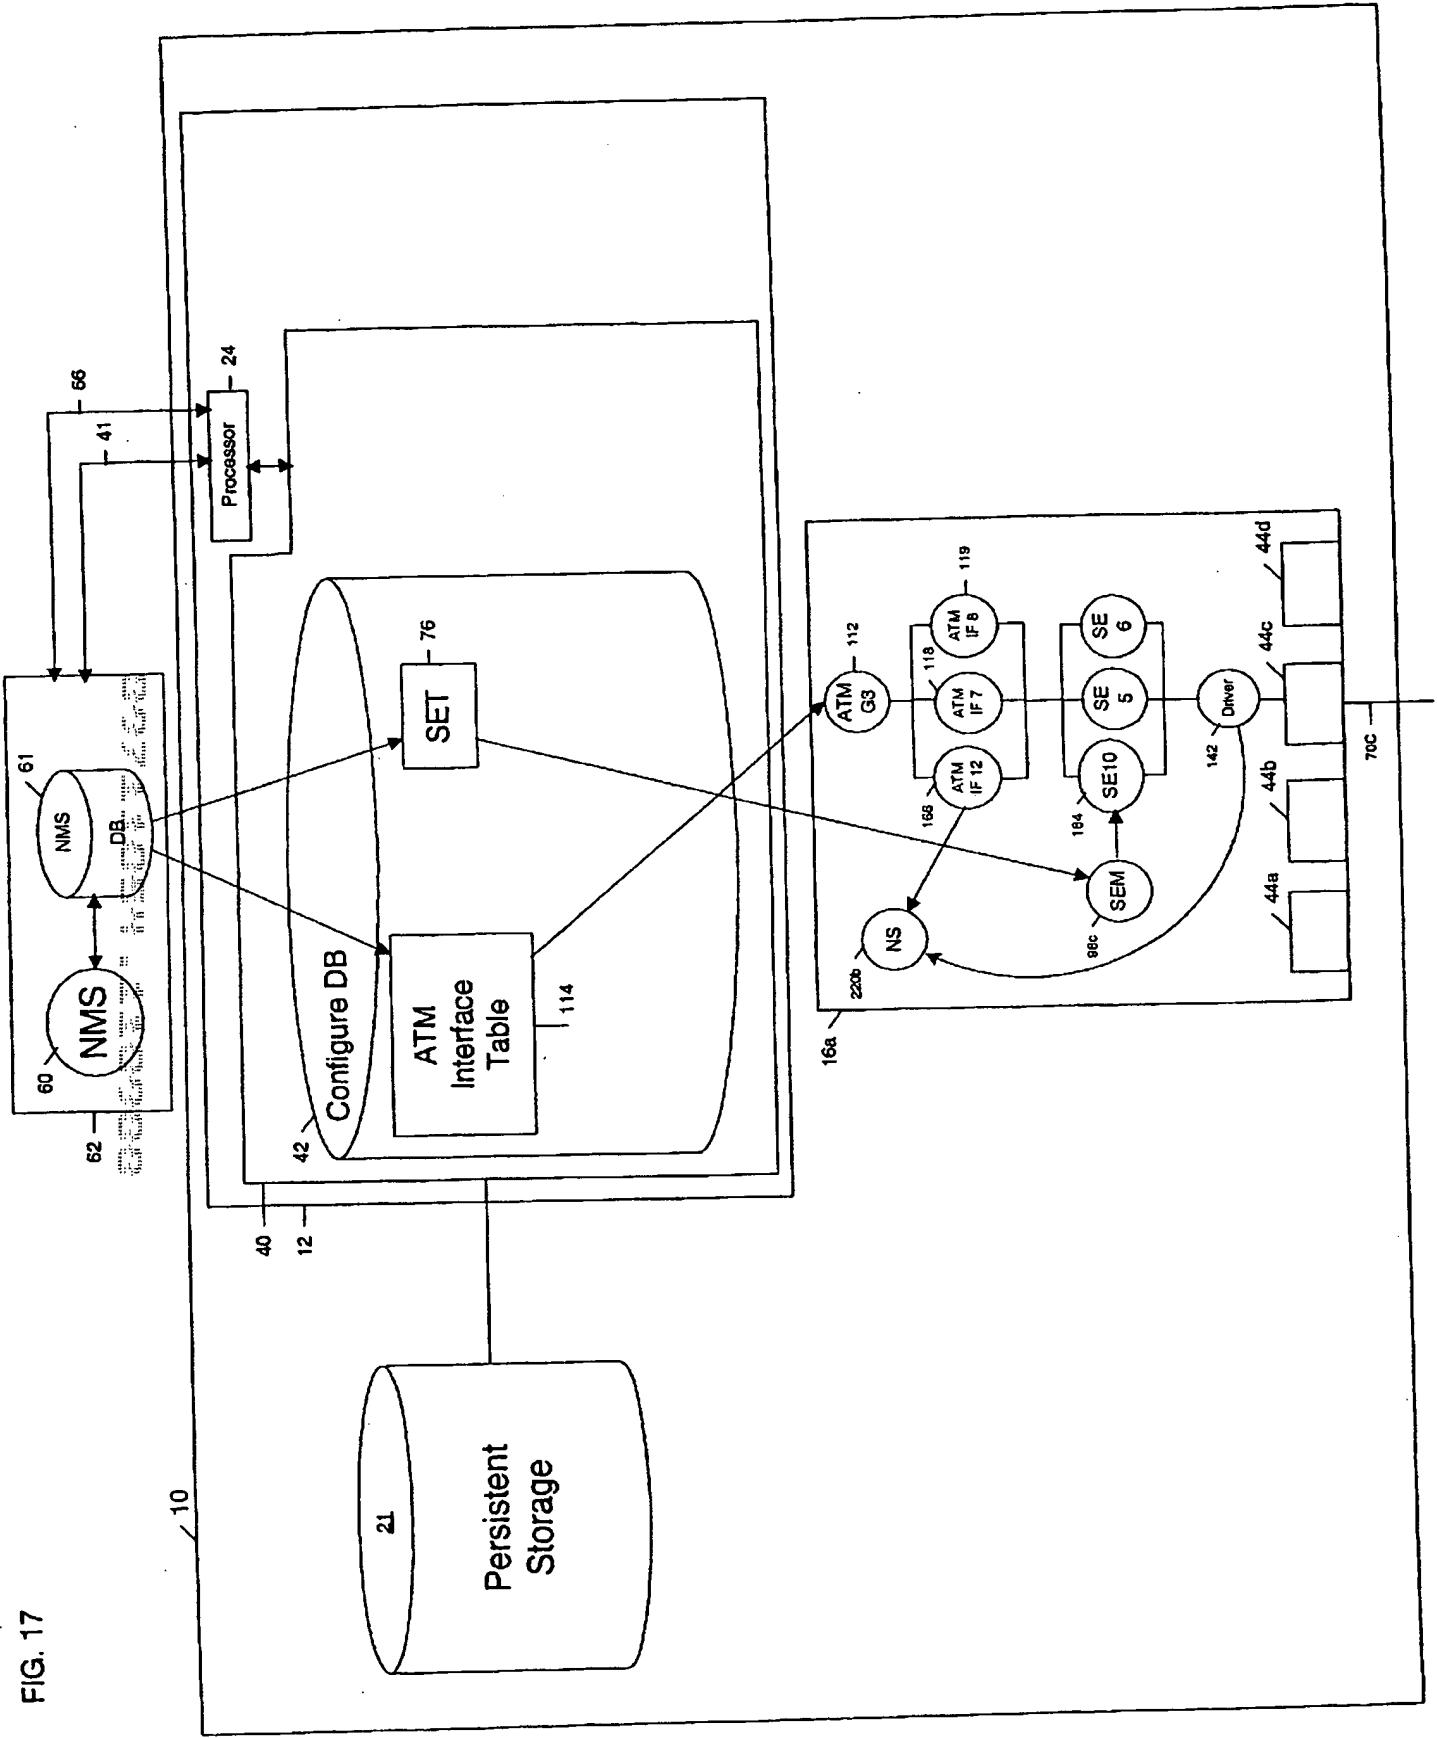 FIG. 17
10
62
60
NMS
61
NMS
DB
66
41
Processor
24
40
12
42
Configure DB
ATM
Interface
Table
114
SET
76
21
Persistent
Storage
16a
ATM
G3
112
ATM
IF 12
168
ATM
IF 7
118
ATM
IF 8
119
NS
220b
SEM
96c
SE10
184
SE
5
SE
6
Driver
142
44a
44b
44c
44d
70C